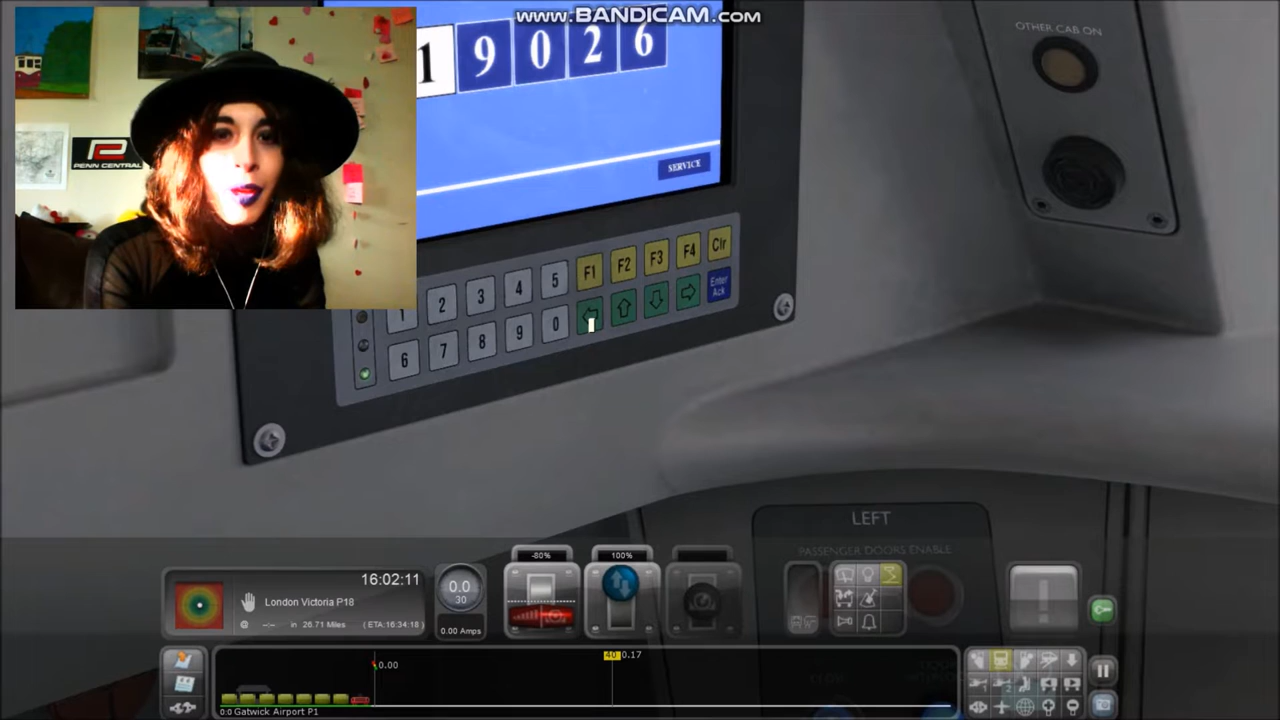 www.BANDICAM.com
PENN CENTRAL
1 9 0 2 6
SERVICE
OTHER CAB ON
1 2 3 4 5 F1 F2 F3 F4 Clr
6 7 8 9 0 Enter Ack
LEFT
PASSENGER DOORS ENABLE
16:02:11
London Victoria P18
--:-- in 26.71 Miles (ETA:16:34:18)
0.0
30
0.00 Amps
-80%
100%
0.00
40 0.17
0:0 Gatwick Airport P1